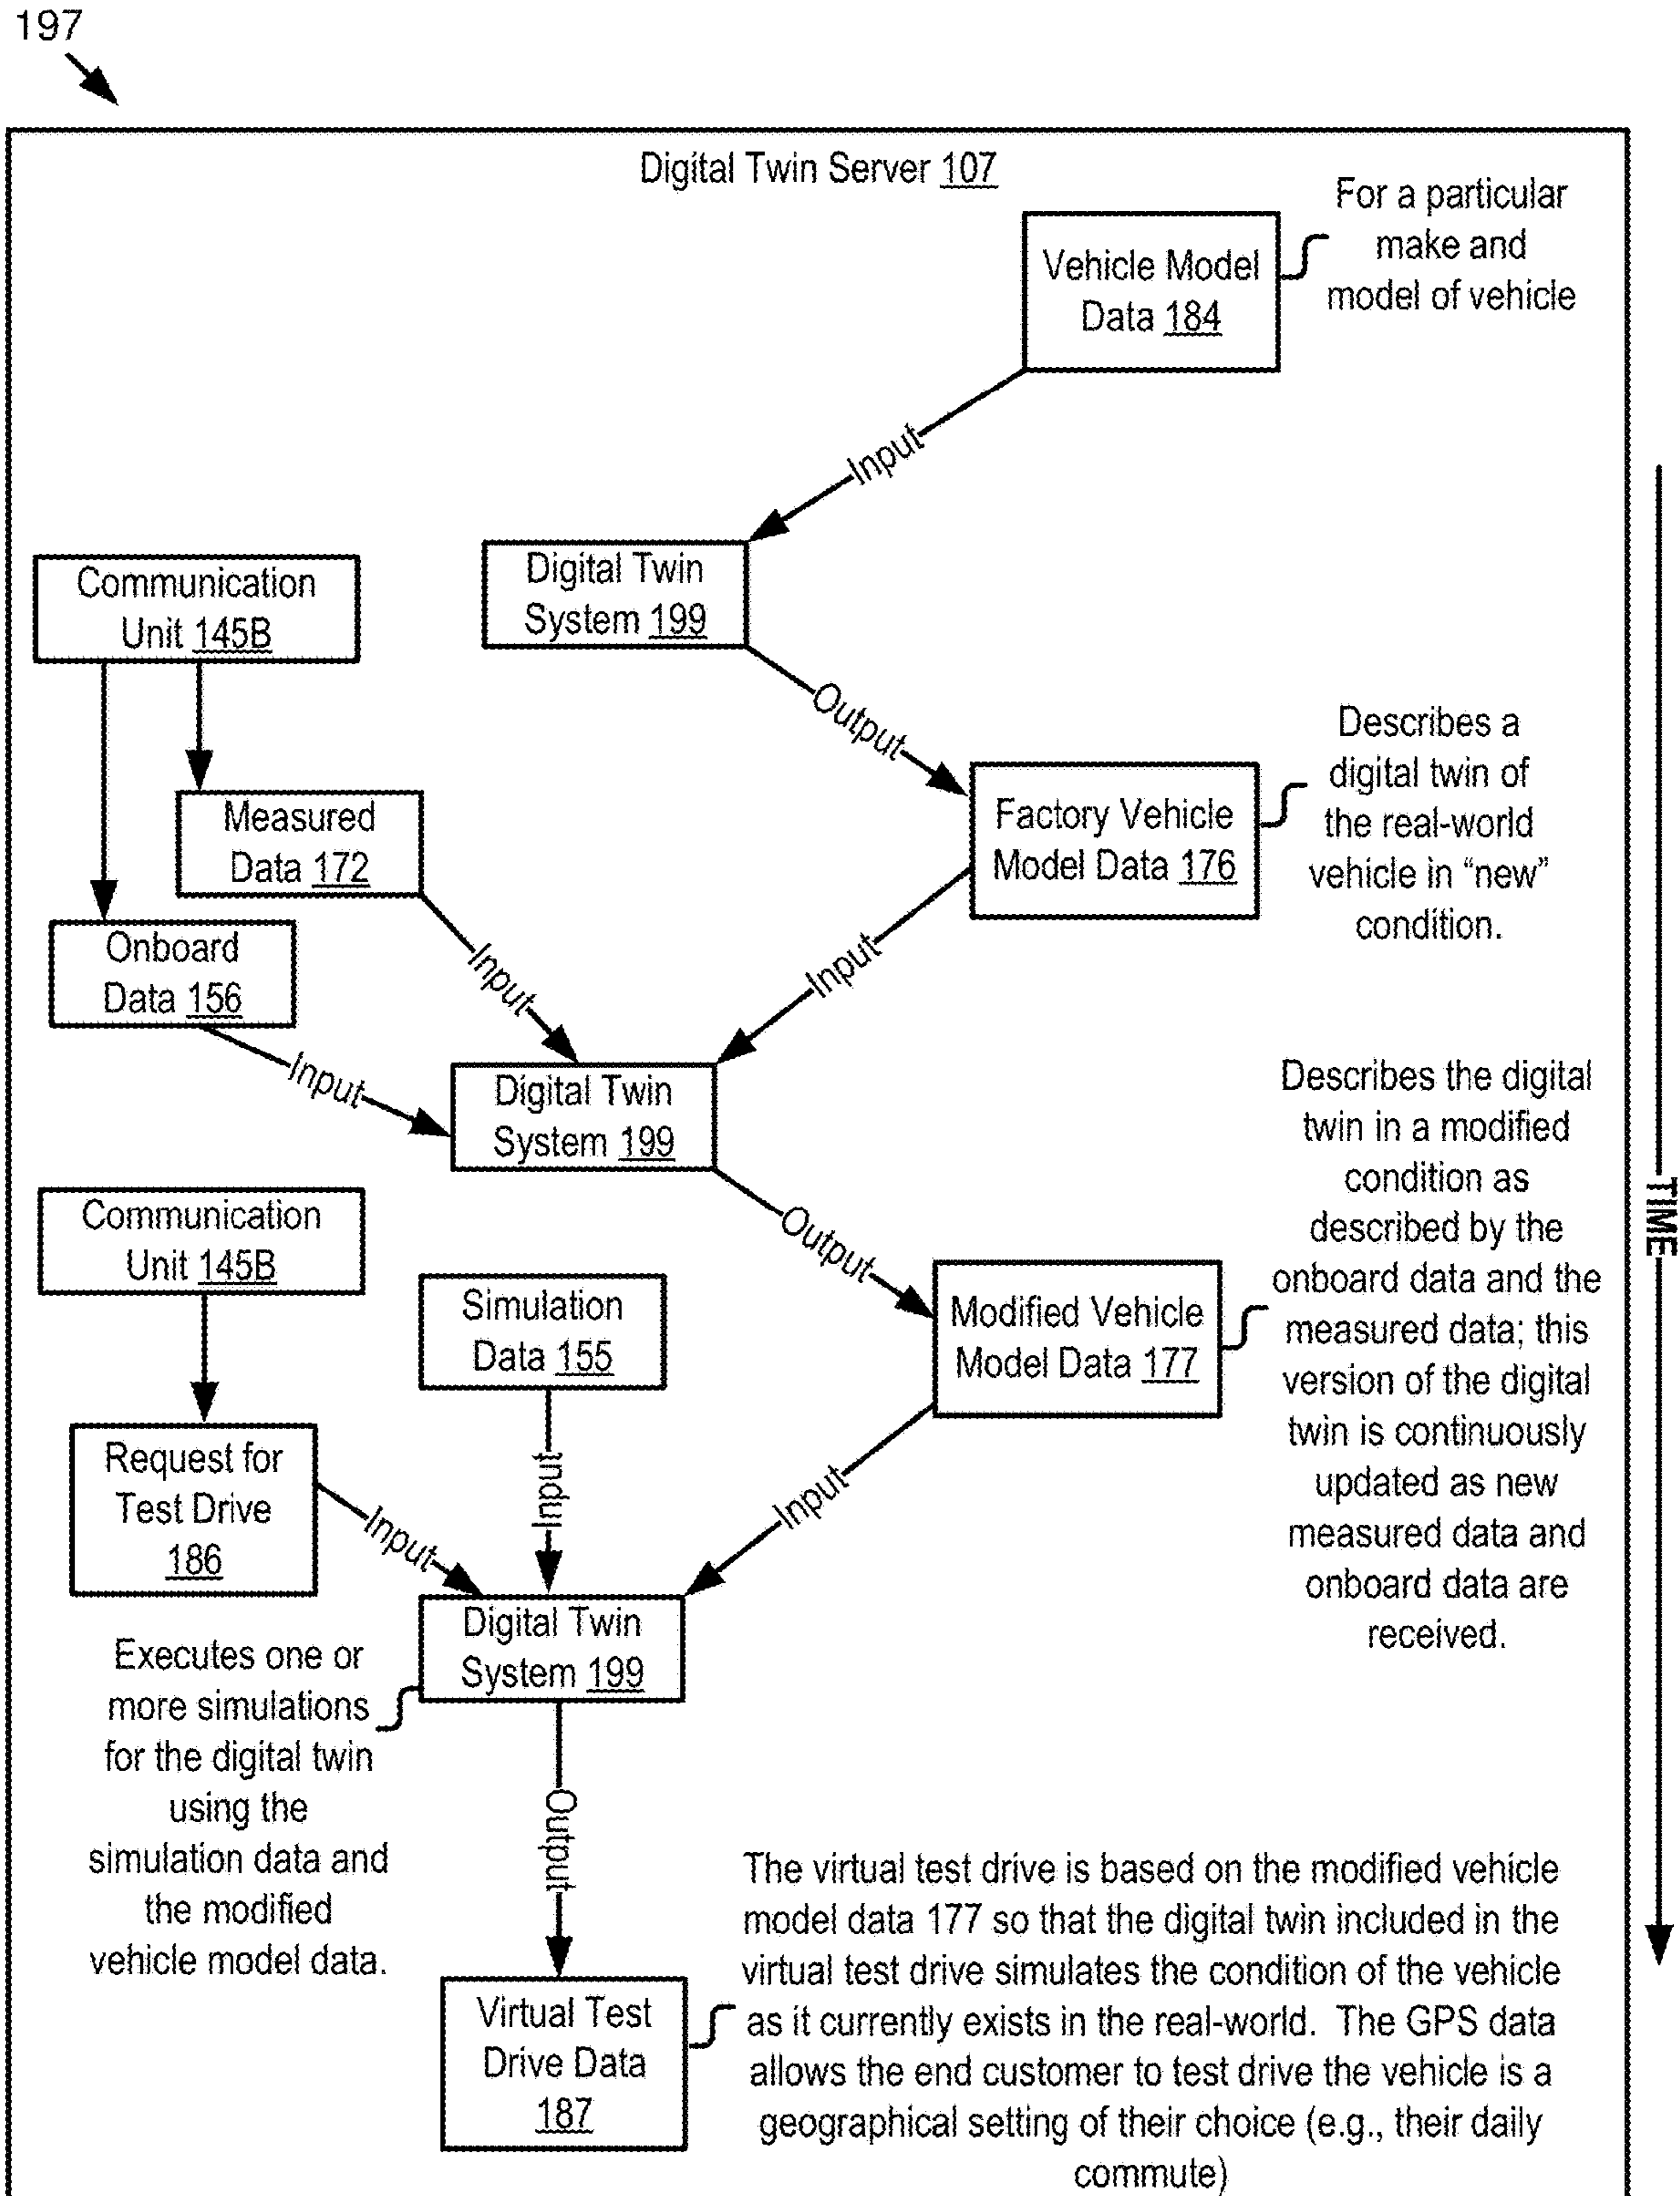 197
Digital Twin Server 107
Vehicle Model
Data 184
For a particular
make and
model of vehicle
Input
Digital Twin
System 199
Communication
Unit 145B
Output
Measured
Data 172
Factory Vehicle
Model Data 176
Describes a
digital twin of
the real-world
vehicle in “new”
condition.
Onboard
Data 156
Input
Input
Input
Digital Twin
System 199
Describes the digital
twin in a modified
condition as
described by the
onboard data and the
measured data; this
version of the digital
twin is continuously
updated as new
measured data and
onboard data are
received.
TIME
Communication
Unit 145B
Output
Simulation
Data 155
Modified Vehicle
Model Data 177
Request for
Test Drive
186
Input
Input
Input
Digital Twin
System 199
Executes one or
more simulations
for the digital twin
using the
simulation data and
the modified
vehicle model data.
Output
Virtual Test
Drive Data
187
The virtual test drive is based on the modified vehicle
model data 177 so that the digital twin included in the
virtual test drive simulates the condition of the vehicle
as it currently exists in the real-world. The GPS data
allows the end customer to test drive the vehicle is a
geographical setting of their choice (e.g., their daily
commute)